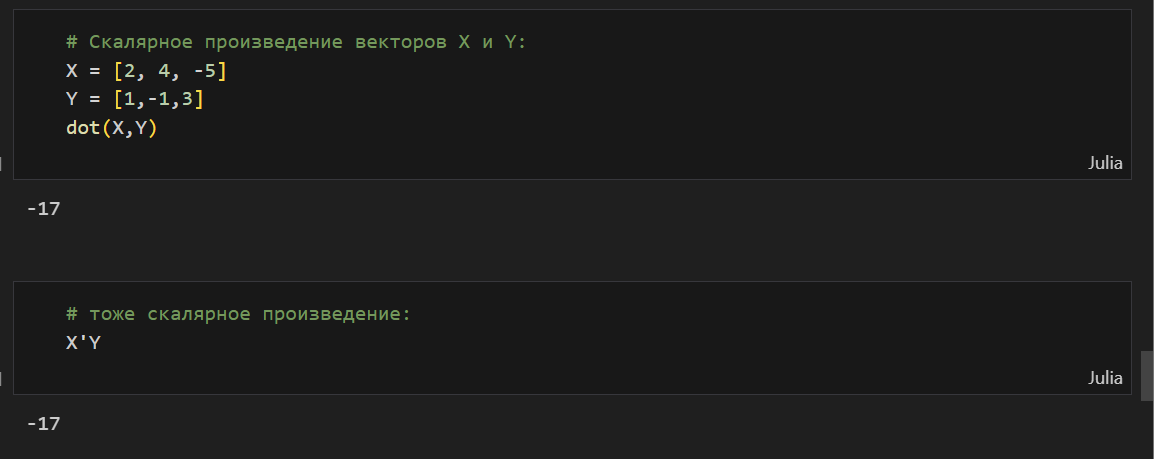 # Скалярное произведение векторов X и Y:
X = [2, 4, -5]
Y = [1,-1,3]
dot(X,Y)
Julia
-17
# тоже скалярное произведение:
X'Y
Julia
-17